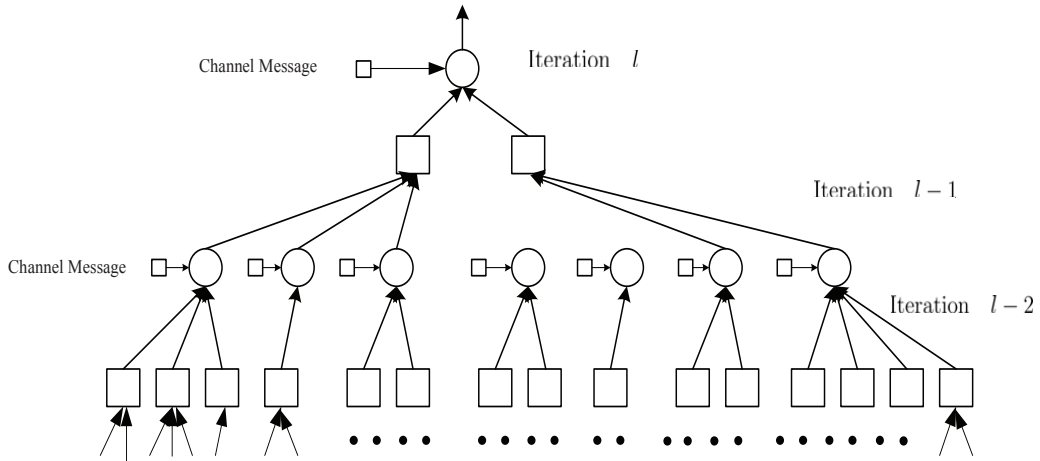 Channel Message
Iteration l
Iteration l − 1
Channel Message
Iteration l − 2